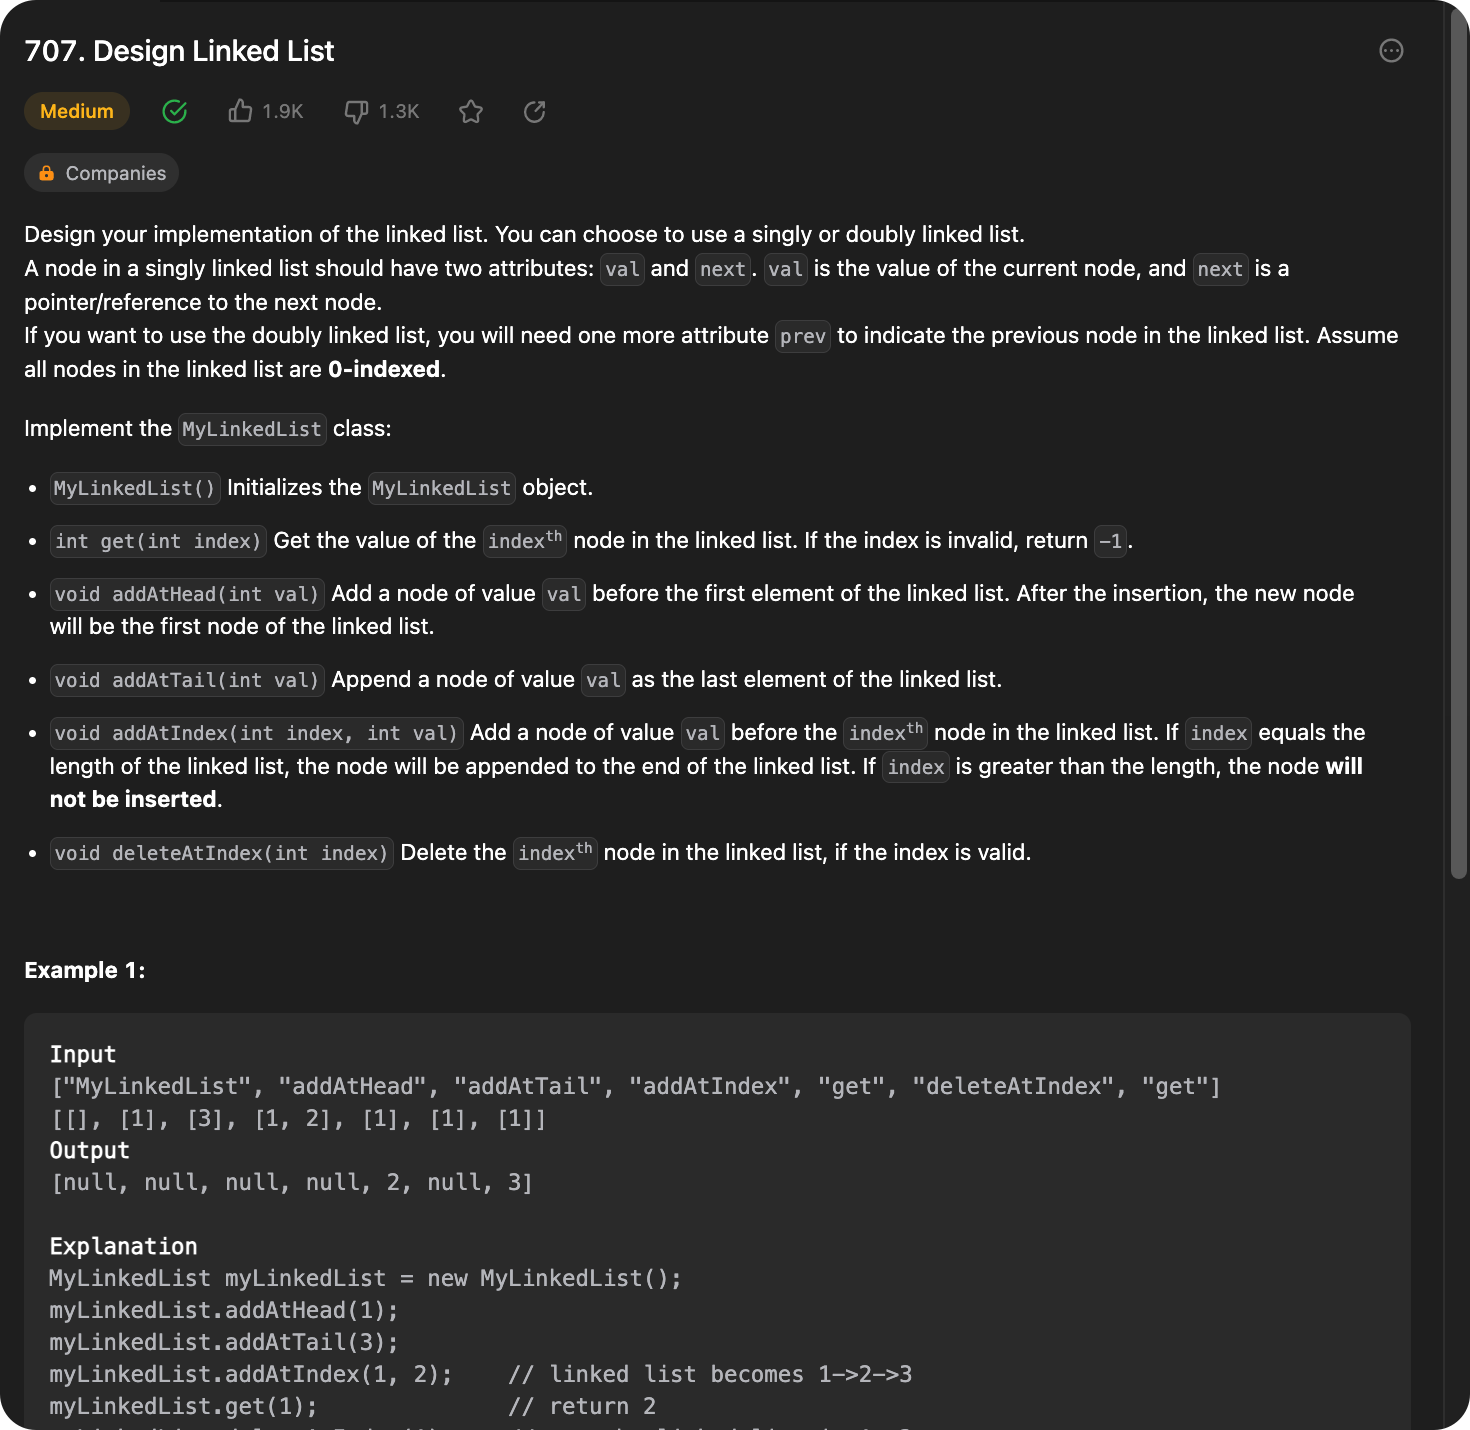 707. Design Linked List
Medium 1.9K 1.3K
Companies
Design your implementation of the linked list. You can choose to use a singly or doubly linked list.
A node in a singly linked list should have two attributes: val and next. val is the value of the current node, and next is a
pointer/reference to the next node.
If you want to use the doubly linked list, you will need one more attribute prev to indicate the previous node in the linked list. Assume
all nodes in the linked list are 0-indexed.
Implement the MyLinkedList class:
• MyLinkedList() Initializes the MyLinkedList object.
• int get(int index) Get the value of the indexth node in the linked list. If the index is invalid, return -1.
• void addAtHead(int val) Add a node of value val before the first element of the linked list. After the insertion, the new node
will be the first node of the linked list.
• void addAtTail(int val) Append a node of value val as the last element of the linked list.
• void addAtIndex(int index, int val) Add a node of value val before the indexth node in the linked list. If index equals the
length of the linked list, the node will be appended to the end of the linked list. If index is greater than the length, the node will
not be inserted.
• void deleteAtIndex(int index) Delete the indexth node in the linked list, if the index is valid.
Example 1:
Input
["MyLinkedList", "addAtHead", "addAtTail", "addAtIndex", "get", "deleteAtIndex", "get"]
[[], [1], [3], [1, 2], [1], [1], [1]]
Output
[null, null, null, null, 2, null, 3]
Explanation
MyLinkedList myLinkedList = new MyLinkedList();
myLinkedList.addAtHead(1);
myLinkedList.addAtTail(3);
myLinkedList.addAtIndex(1, 2);    // linked list becomes 1->2->3
myLinkedList.get(1);              // return 2